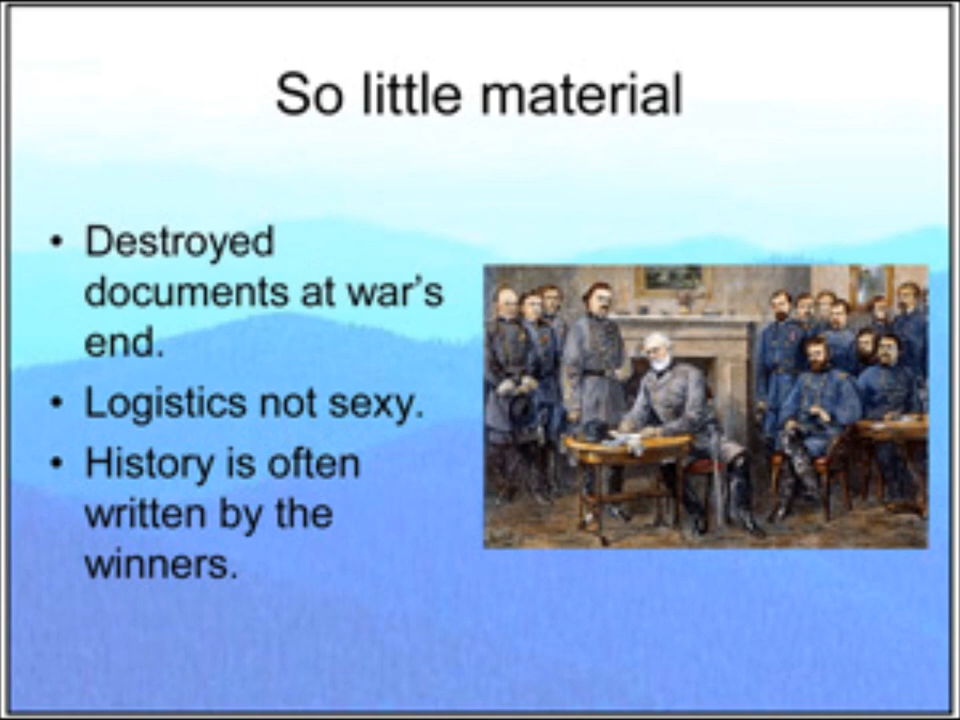 So little material
• Destroyed
documents at war's
end.
• Logistics not sexy.
• History is often
written by the
winners.